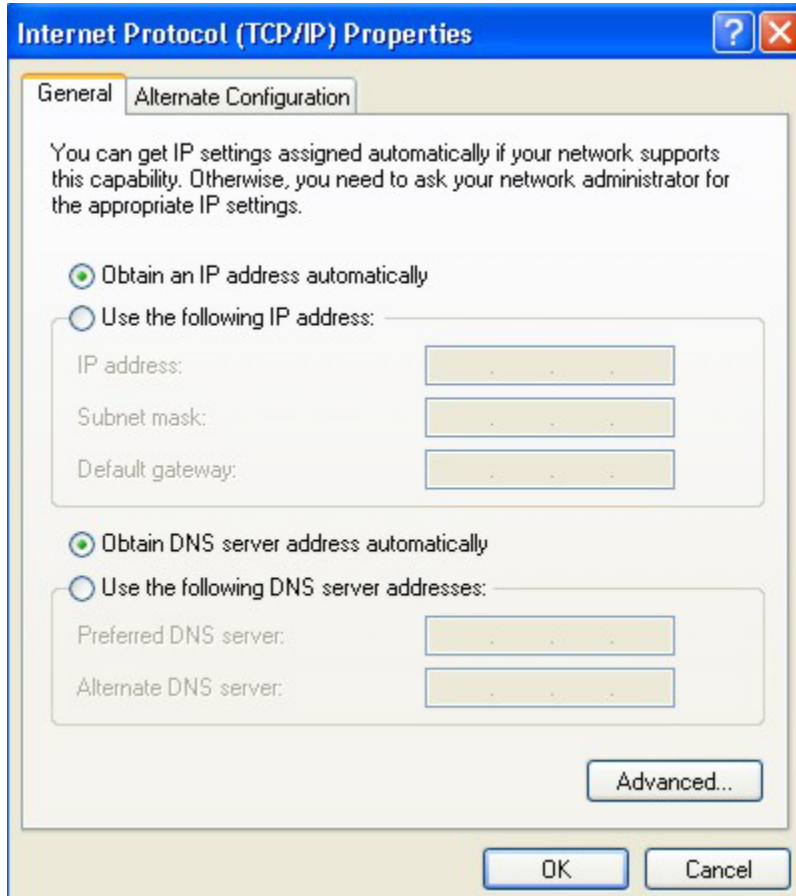 Internet Protocol (TCP/IP) Properties
General
Alternate Configuration
You can get IP settings assigned automatically if your network supports
this capability. Otherwise, you need to ask your network administrator for
the appropriate IP settings.
Obtain an IP address automatically
Use the following IP address:
IP address:
Subnet mask:
Default gateway:
Obtain DNS server address automatically
Use the following DNS server addresses:
Preferred DNS server:
Alternate DNS server:
Advanced...
OK
Cancel